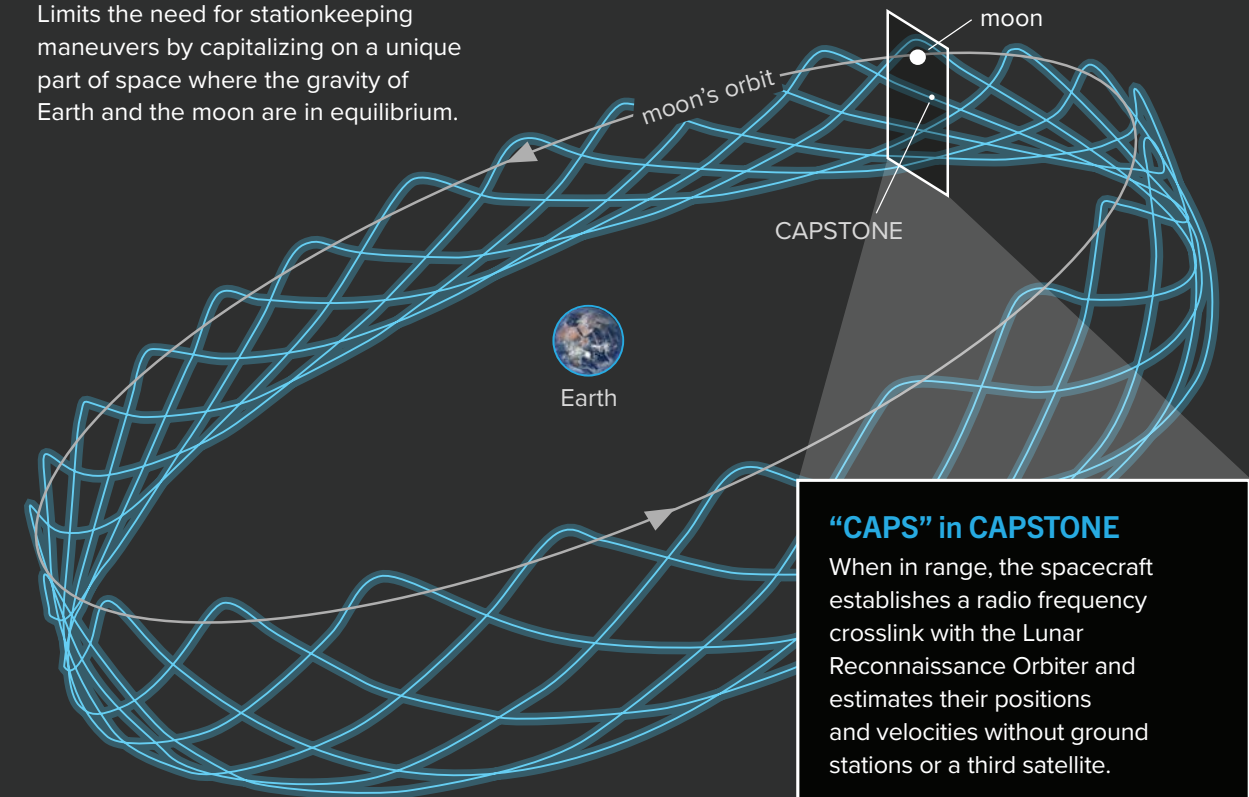 Limits the need for stationkeeping
maneuvers by capitalizing on a unique
part of space where the gravity of
Earth and the moon are in equilibrium.
moon
moon's orbit
CAPSTONE
Earth
“CAPS” in CAPSTONE
When in range, the spacecraft
establishes a radio frequency
crosslink with the Lunar
Reconnaissance Orbiter and
estimates their positions
and velocities without ground
stations or a third satellite.